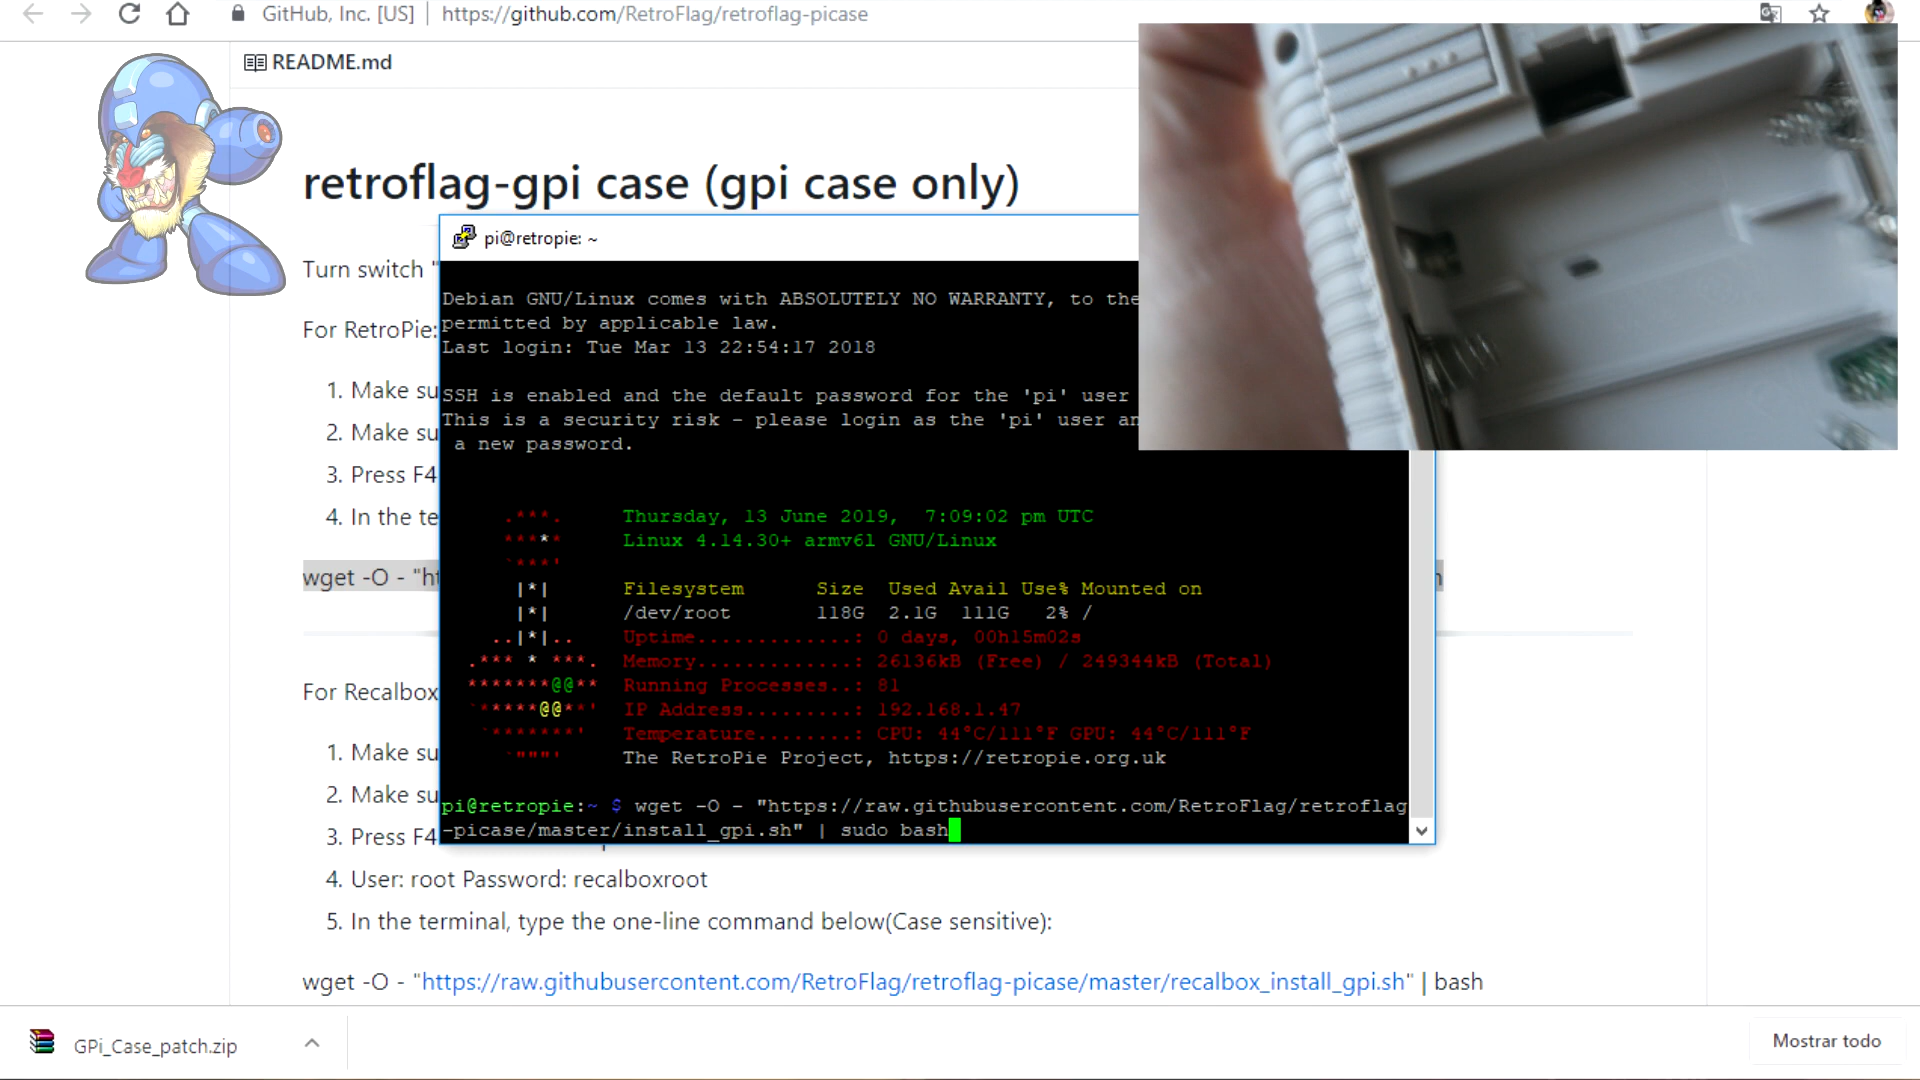 GitHub, Inc. [US] | https://github.com/RetroFlag/retroflag-picase
README.md
retroflag-gpi case (gpi case only)
Turn switch "
For RetroPie:
1. Make su
2. Make su
3. Press F4
4. In the te
wget -O - "ht
For Recalbox
1. Make su
2. Make su
3. Press F4
4. User: root Password: recalboxroot
5. In the terminal, type the one-line command below(Case sensitive):
wget -O - "https://raw.githubusercontent.com/RetroFlag/retroflag-picase/master/recalbox_install_gpi.sh" | bash
pi@retropie: ~
Debian GNU/Linux comes with ABSOLUTELY NO WARRANTY, to the
permitted by applicable law.
Last login: Tue Mar 13 22:54:17 2018
SSH is enabled and the default password for the 'pi' user
This is a security risk - please login as the 'pi' user an
a new password.
Thursday, 13 June 2019, 7:09:02 pm UTC
Linux 4.14.30+ armv6l GNU/Linux
Filesystem Size Used Avail Use% Mounted on
/dev/root 118G 2.1G 111G 2% /
Uptime.............: 0 days, 00h15m02s
Memory.............: 26136kB (Free) / 249344kB (Total)
Running Processes..: 81
IP Address.........: 192.168.1.47
Temperature........: CPU: 44°C/111°F GPU: 44°C/111°F
The RetroPie Project, https://retropie.org.uk
pi@retropie:~ $ wget -O - "https://raw.githubusercontent.com/RetroFlag/retroflag
-picase/master/install_gpi.sh" | sudo bash
GPi_Case_patch.zip
Mostrar todo